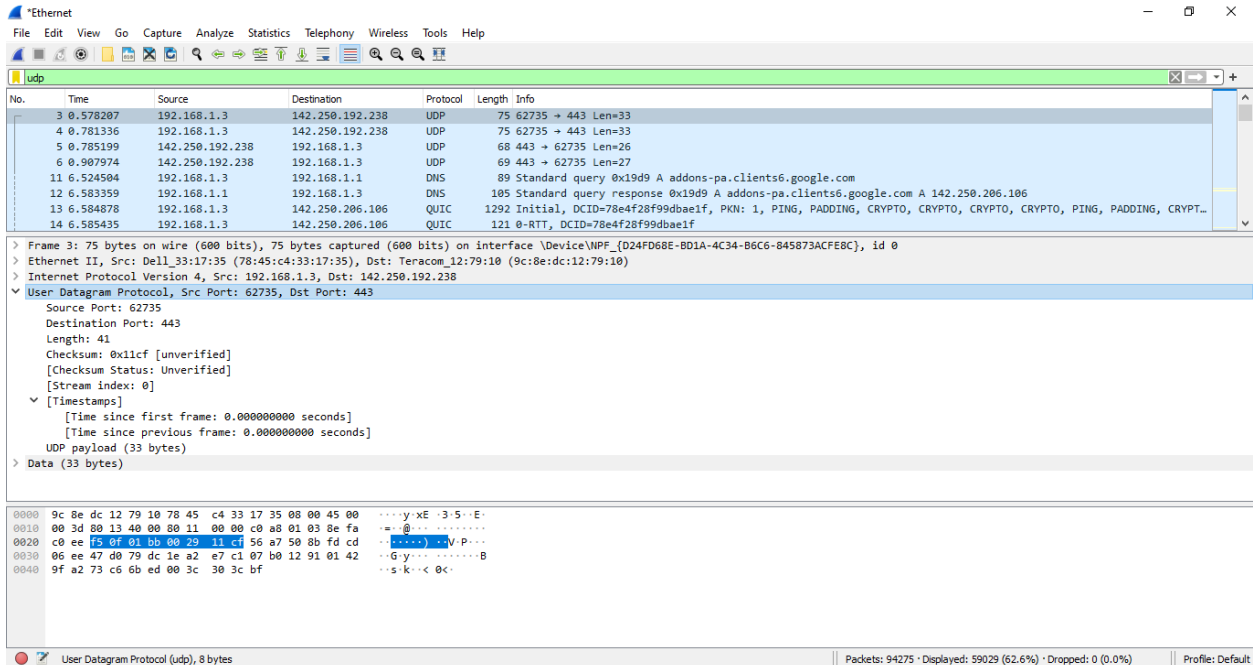 *Ethernet
File Edit View Go Capture Analyze Statistics Telephony Wireless Tools Help
udp
No. Time Source Destination Protocol Length Info
3 0.578207 192.168.1.3 142.250.192.238 UDP 75 62735 → 443 Len=33
4 0.781336 192.168.1.3 142.250.192.238 UDP 75 62735 → 443 Len=33
5 0.785199 142.250.192.238 192.168.1.3 UDP 68 443 → 62735 Len=26
6 0.907974 142.250.192.238 192.168.1.3 UDP 69 443 → 62735 Len=27
11 6.524504 192.168.1.3 192.168.1.1 DNS 89 Standard query 0x19d9 A addons-pa.clients6.google.com
12 6.583359 192.168.1.1 192.168.1.3 DNS 105 Standard query response 0x19d9 A addons-pa.clients6.google.com A 142.250.206.106
13 6.584878 192.168.1.3 142.250.206.106 QUIC 1292 Initial, DCID=78e4f28f99dbae1f, PKN: 1, PING, PADDING, CRYPTO, CRYPTO, CRYPTO, CRYPTO, PING, PADDING, CRYPT…
14 6.585435 192.168.1.3 142.250.206.106 QUIC 121 0-RTT, DCID=78e4f28f99dbae1f
Frame 3: 75 bytes on wire (600 bits), 75 bytes captured (600 bits) on interface \Device\NPF_{D24FD68E-BD1A-4C34-B6C6-845873ACFE8C}, id 0
Ethernet II, Src: Dell_33:17:35 (78:45:c4:33:17:35), Dst: Teracom_12:79:10 (9c:8e:dc:12:79:10)
Internet Protocol Version 4, Src: 192.168.1.3, Dst: 142.250.192.238
User Datagram Protocol, Src Port: 62735, Dst Port: 443
Source Port: 62735
Destination Port: 443
Length: 41
Checksum: 0x11cf [unverified]
[Checksum Status: Unverified]
[Stream index: 0]
[Timestamps]
[Time since first frame: 0.000000000 seconds]
[Time since previous frame: 0.000000000 seconds]
UDP payload (33 bytes)
Data (33 bytes)
0000 9c 8e dc 12 79 10 78 45 c4 33 17 35 08 00 45 00 ····y·xE ·3·5··E·
0010 00 3d 80 13 40 00 80 11 00 00 c0 a8 01 03 8e fa ·=··@··· ········
0020 c0 ee f5 0f 01 bb 00 29 11 cf 56 a7 50 8b fd cd ·······) ··V·P···
0030 06 ee 47 d0 79 dc 1e a2 e7 c1 07 b0 12 91 01 42 ··G·y··· ·······B
0040 9f a2 73 c6 6b ed 00 3c 30 3c bf ··s·k··< 0<·
User Datagram Protocol (udp), 8 bytes
Packets: 94275 · Displayed: 59029 (62.6%) · Dropped: 0 (0.0%)
Profile: Default